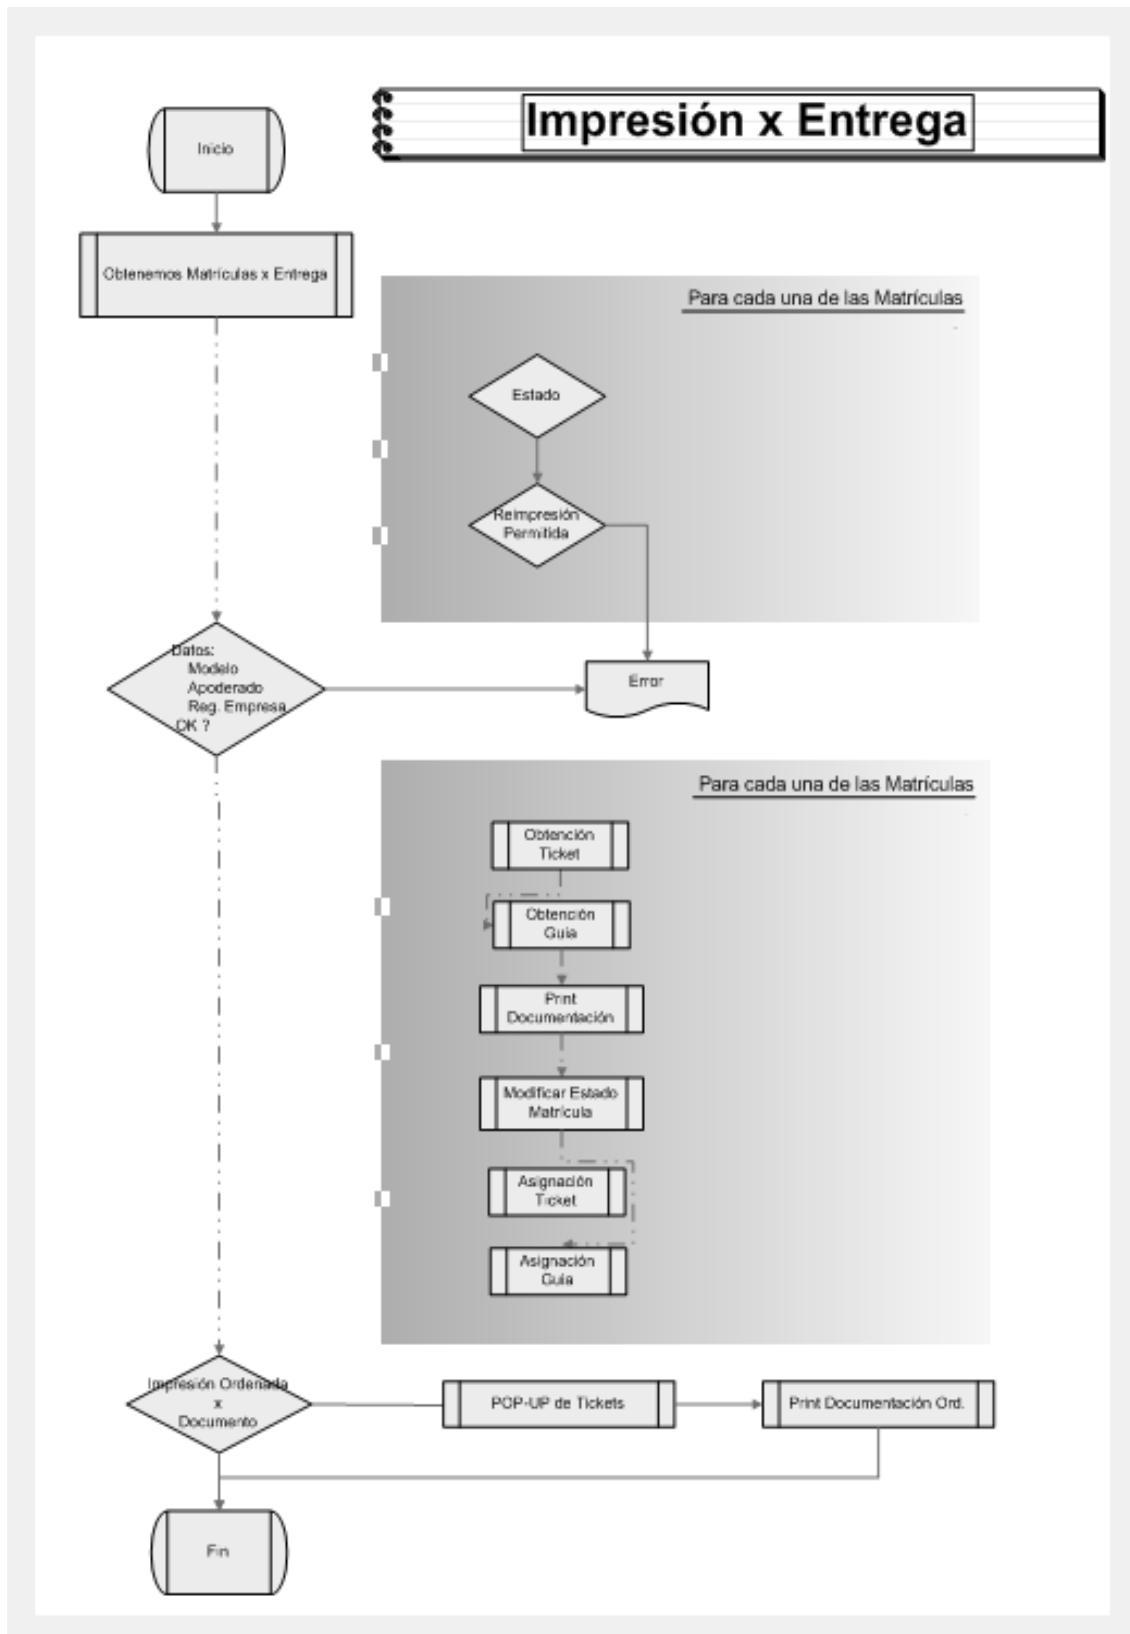 Impresión x Entrega
Inicio
Obtenemos Matrículas x Entrega
Para cada una de las Matrículas
Estado
Reimpresión
Permitida
Datos:
Modelo
Apoderado
Reg. Empresa
OK ?
Error
Para cada una de las Matrículas
Obtención
Ticket
Obtención
Guia
Print
Documentación
Modificar Estado
Matrícula
Asignación
Ticket
Asignación
Guia
Impresión Ordenada
x
Documento
POP-UP de Tickets
Print Documentación Ord.
Fin